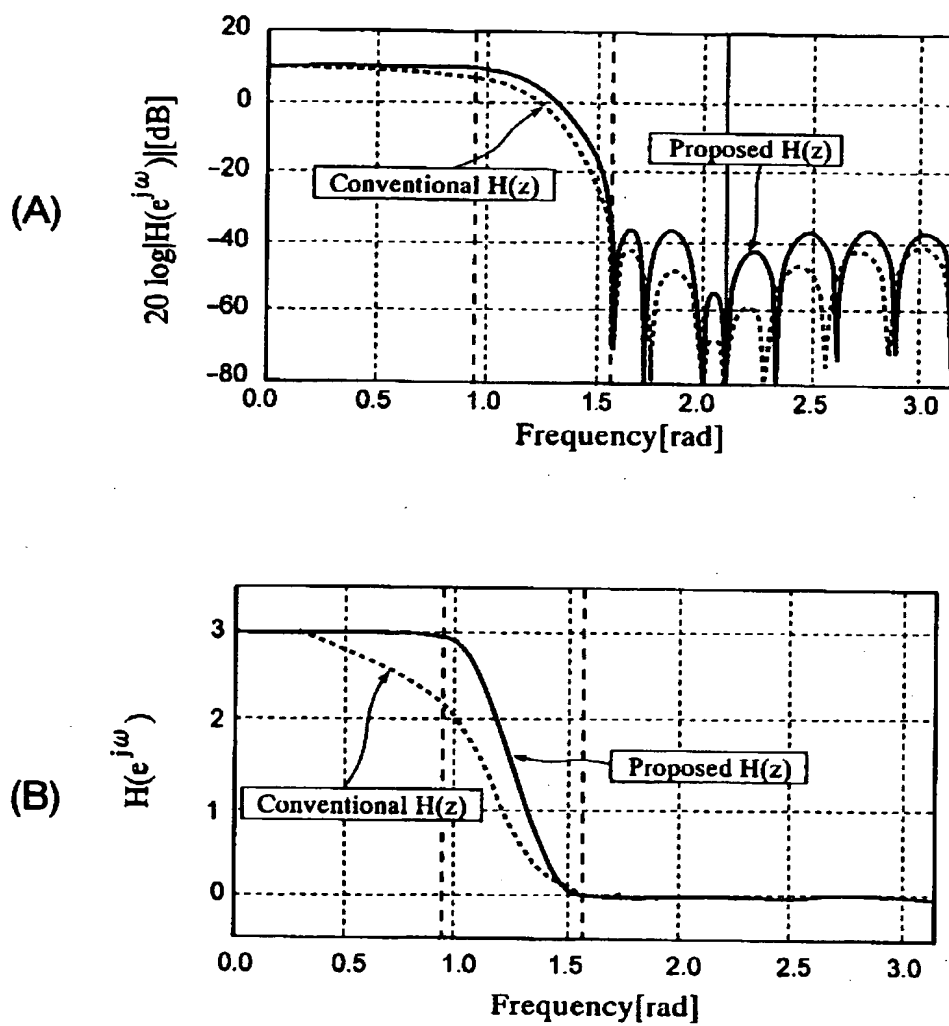 (A)
20 log|H(e^jω)|[dB]
20
0
−20
−40
−60
−80
Conventional H(z)
Proposed H(z)
0.0 0.5 1.0 1.5 2.0 2.5 3.0
Frequency[rad]
(B)
H(e^jω)
3
2
1
0
Proposed H(z)
Conventional H(z)
0.0 0.5 1.0 1.5 2.0 2.5 3.0
Frequency[rad]